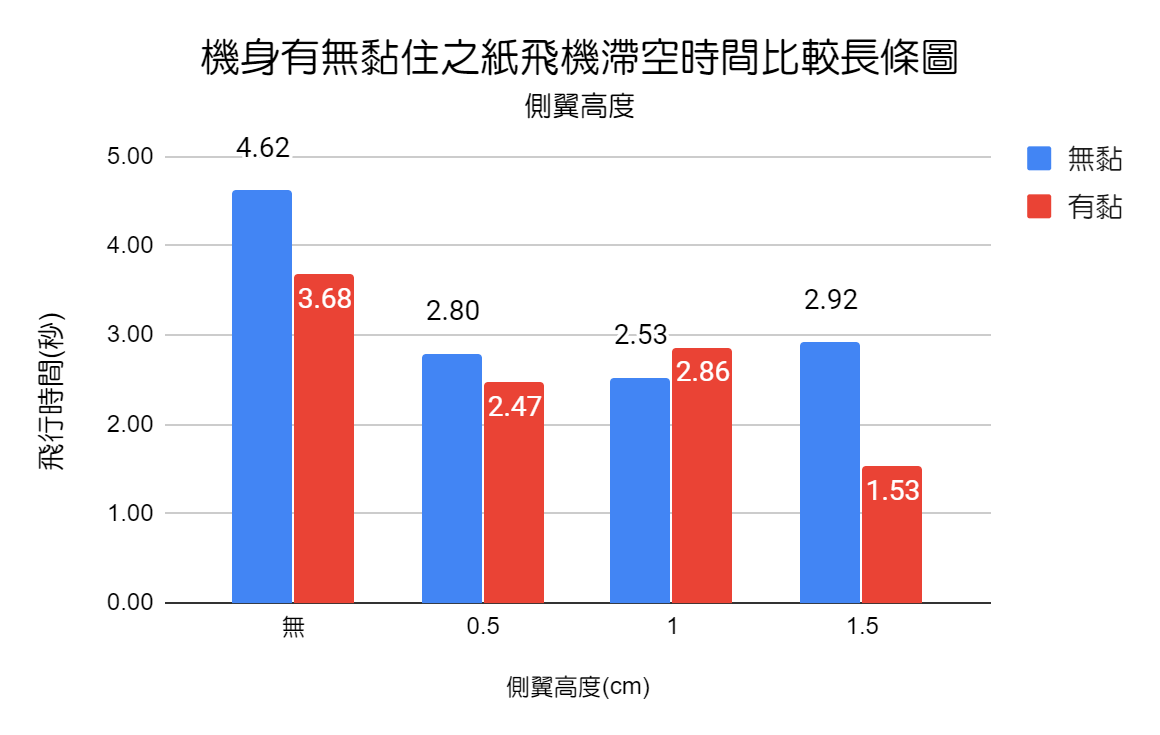 機身有無黏住之紙飛機滯空時間比較長條圖
側翼高度
無黏
有黏
飛行時間(秒)
5.00
4.00
3.00
2.00
1.00
0.00
4.62
3.68
2.80
2.47
2.53
2.86
2.92
1.53
無
0.5
1
1.5
側翼高度(cm)